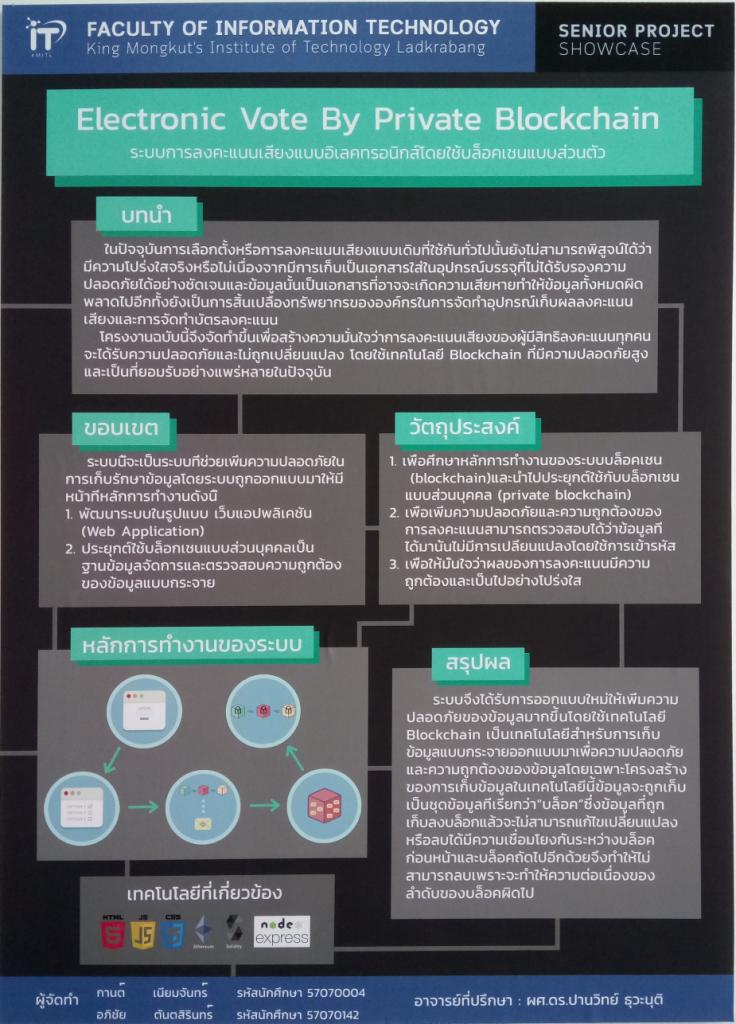 iT
KMITL
FACULTY OF INFORMATION TECHNOLOGY
King Mongkut's Institute of Technology Ladkrabang
SENIOR PROJECT
SHOWCASE
Electronic Vote By Private Blockchain
ระบบการลงคะแนนเสียงแบบอิเลคทรอนิกส์โดยใช้บล็อคเชนแบบส่วนตัว
บทนำ
ในปัจจุบันการเลือกตั้งหรือการลงคะแนนเสียงแบบเดิมที่ใช้กันทั่วไปนั้นยังไม่สามารถพิสูจน์ได้ว่า
มีความโปร่งใสจริงหรือไม่เนื่องจากมีการเก็บเป็นเอกสารใส่ในอุปกรณ์บรรจุที่ไม่ได้รับรองความ
ปลอดภัยได้อย่างชัดเจนและข้อมูลนั้นเป็นเอกสารที่อาจจะเกิดความเสียหายทำให้ข้อมูลทั้งหมดผิด
พลาดไปอีกทั้งยังเป็นการสิ้นเปลืองทรัพยากรขององค์กรในการจัดทำอุปกรณ์เก็บผลลงคะแนน
เสียงและการจัดทำบัตรลงคะแนน
โครงงานฉบับนี้จึงจัดทำขึ้นเพื่อสร้างความมั่นใจว่าการลงคะแนนเสียงของผู้มีสิทธิลงคะแนนทุกคน
จะได้รับความปลอดภัยและไม่ถูกเปลี่ยนแปลง โดยใช้เทคโนโลยี Blockchain ที่มีความปลอดภัยสูง
และเป็นที่ยอมรับอย่างแพร่หลายในปัจจุบัน
ขอบเขต
ระบบนี้จะเป็นระบบที่ช่วยเพิ่มความปลอดภัยใน
การเก็บรักษาข้อมูลโดยระบบถูกออกแบบมาให้มี
หน้าที่หลักการทำงานดังนี้
1. พัฒนาระบบในรูปแบบ เว็บแอปพลิเคชัน
(Web Application)
2. ประยุกต์ใช้บล็อกเชนแบบส่วนบุคคลเป็น
ฐานข้อมูลจัดการและตรวจสอบความถูกต้อง
ของข้อมูลแบบกระจาย
วัตถุประสงค์
1. เพื่อศึกษาหลักการทำงานของระบบบล็อคเชน
(blockchain)และนำไปประยุกต์ใช้กับบล็อกเชน
แบบส่วนบุคคล (private blockchain)
2. เพื่อเพิ่มความปลอดภัยและความถูกต้องของ
การลงคะแนนสามารถตรวจสอบได้ว่าข้อมูลที่
ได้มานั้นไม่มีการเปลี่ยนแปลงโดยใช้การเข้ารหัส
3. เพื่อให้มั่นใจว่าผลของการลงคะแนนมีความ
ถูกต้องและเป็นไปอย่างโปร่งใส
หลักการทำงานของระบบ
สรุปผล
ระบบจึงได้รับการออกแบบใหม่ให้เพิ่มความ
ปลอดภัยของข้อมูลมากขึ้นโดยใช้เทคโนโลยี
Blockchain เป็นเทคโนโลยีสำหรับการเก็บ
ข้อมูลแบบกระจายออกแบบมาเพื่อความปลอดภัย
และความถูกต้องของข้อมูลโดยเฉพาะโครงสร้าง
ของการเก็บข้อมูลในเทคโนโลยีนี้ข้อมูลจะถูกเก็บ
เป็นชุดข้อมูลที่เรียกว่า"บล็อค"ซึ่งข้อมูลที่ถูก
เก็บลงบล็อกแล้วจะไม่สามารถแก้ไขเปลี่ยนแปลง
หรือลบได้มีความเชื่อมโยงกันระหว่างบล็อค
ก่อนหน้าและบล็อคถัดไปอีกด้วยจึงทำให้ไม่
สามารถลบเพราะจะทำให้ความต่อเนื่องของ
ลำดับของบล็อคผิดไป
เทคโนโลยีที่เกี่ยวข้อง
HTML JS CSS
5 JS 3 Ethereum Solidity
node
express
ผู้จัดทำ กานต์ เนียมจันทร์ รหัสนักศึกษา 57070004
อภิชัย ตันตสิรินทร์ รหัสนักศึกษา 57070142
อาจารย์ที่ปรึกษา : ผศ.ดร.ปานวิทย์ ธุวะนุติ